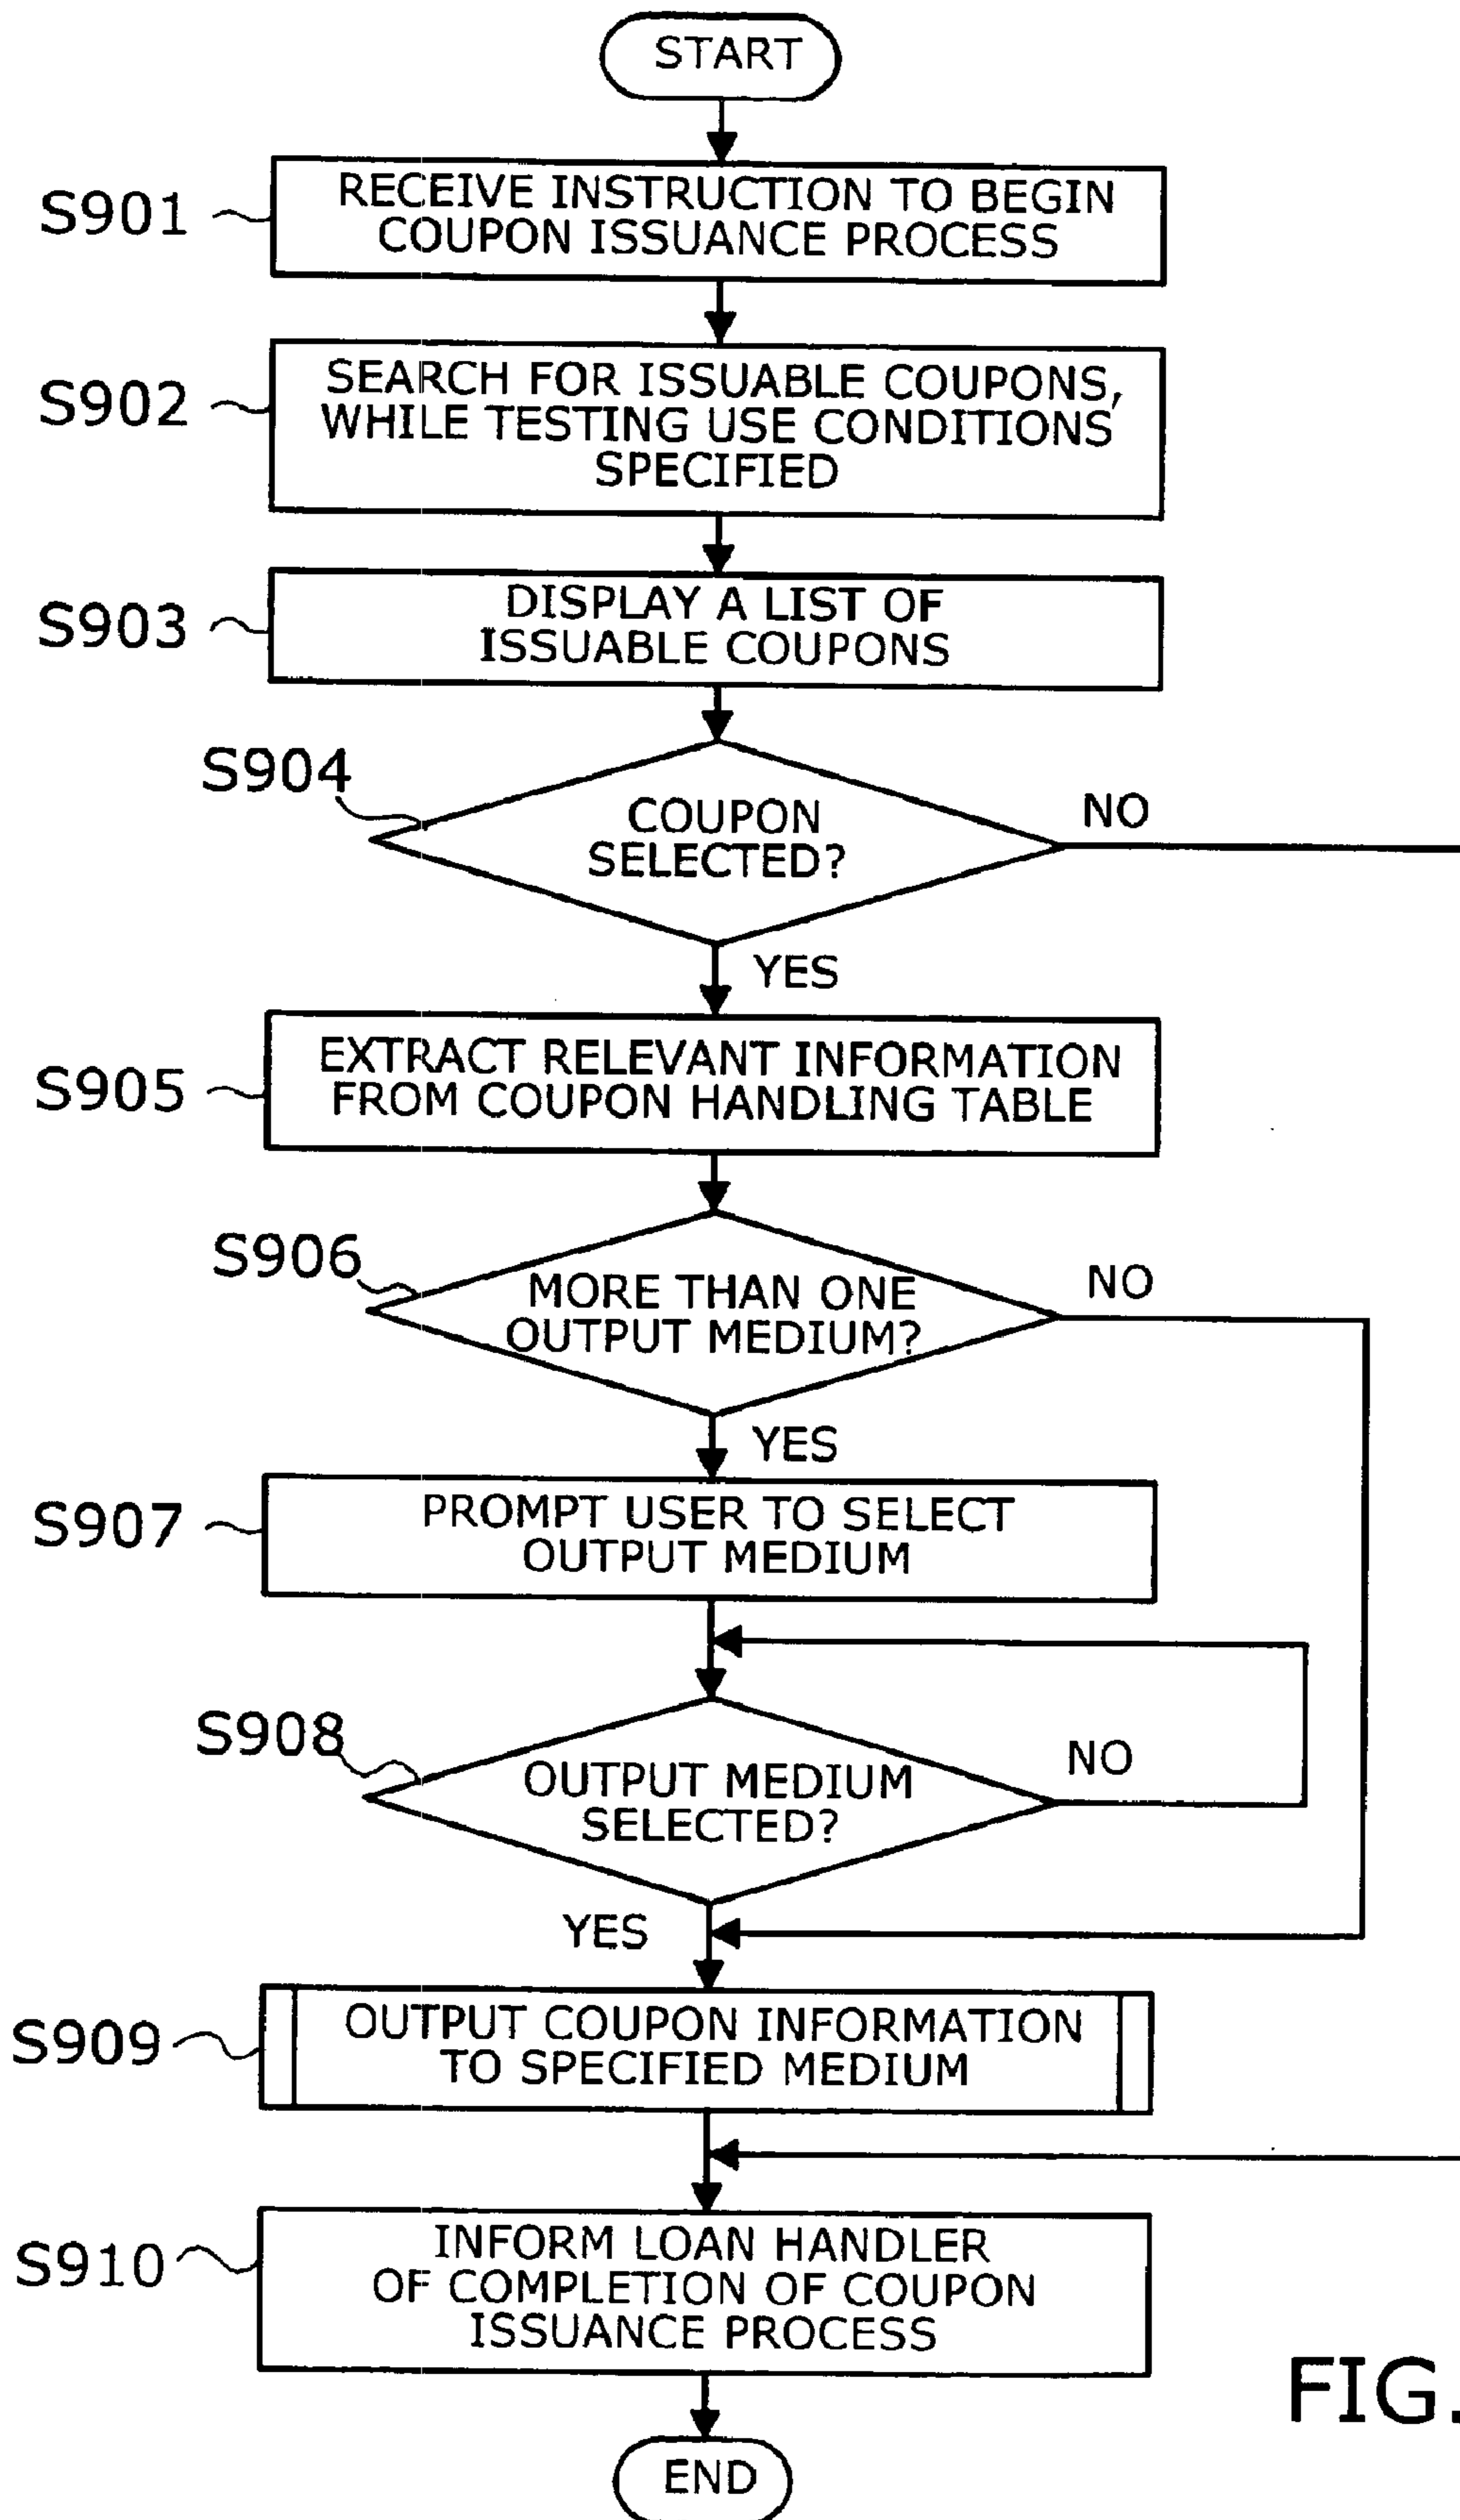 START
S901
RECEIVE INSTRUCTION TO BEGIN
COUPON ISSUANCE PROCESS
S902
SEARCH FOR ISSUABLE COUPONS,
WHILE TESTING USE CONDITIONS
SPECIFIED
S903
DISPLAY A LIST OF
ISSUABLE COUPONS
S904
COUPON
SELECTED?
NO
YES
S905
EXTRACT RELEVANT INFORMATION
FROM COUPON HANDLING TABLE
S906
MORE THAN ONE
OUTPUT MEDIUM?
NO
YES
S907
PROMPT USER TO SELECT
OUTPUT MEDIUM
S908
OUTPUT MEDIUM
SELECTED?
NO
YES
S909
OUTPUT COUPON INFORMATION
TO SPECIFIED MEDIUM
S910
INFORM LOAN HANDLER
OF COMPLETION OF COUPON
ISSUANCE PROCESS
FIG.
END